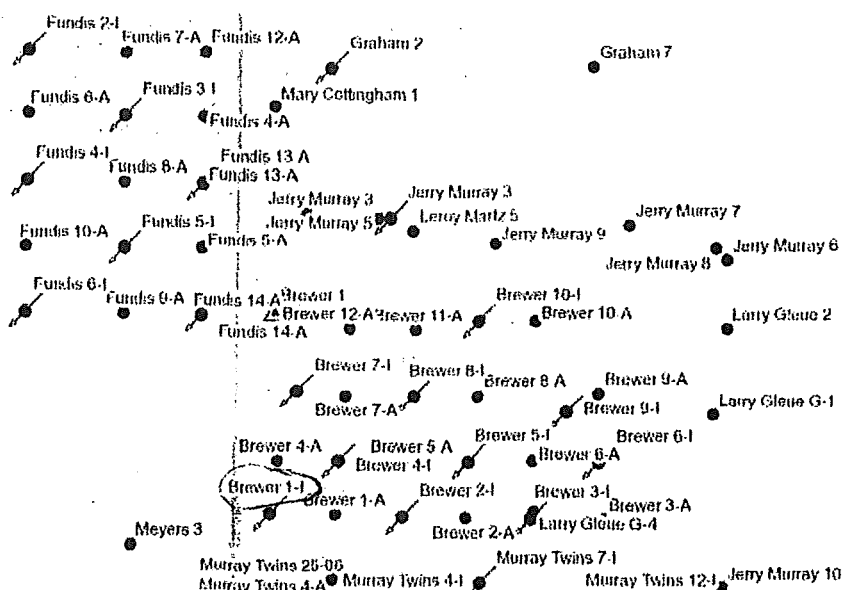 Fundis 2-I
Fundis 7-A
Fundis 12-A
Graham 2
Graham 7
Fundis 6-A
Fundis 3-I
Mary Cottingham 1
Fundis 4-A
Fundis 4-I
Fundis 8-A
Fundis 13 A
Fundis 13-A
Jerry Murray 3
Jerry Murray 3
Jerry Murray 5
Leroy Martz 5
Jerry Murray 7
Fundis 10-A
Fundis 5-I
Fundis 5-A
Jerry Murray 9
Jerry Murray 6
Jerry Murray 8
Fundis 6-I
Fundis 9-A
Fundis 14-A
Fundis 14-A
Brewer 1
Brewer 12-A
Brewer 11-A
Brewer 10-I
Brewer 10-A
Larry Gleue 2
Brewer 7-I
Brewer 7-A
Brewer 8-I
Brewer 8 A
Brewer 9-A
Brewer 9-I
Larry Gleue G-1
Brewer 4-A
Brewer 5 A
Brewer 4-I
Brewer 5-I
Brewer 6-A
Brewer 6-I
Brewer 1-I
Brewer 1-A
Brewer 2-I
Brewer 2-A
Brewer 3-I
Larry Gleue G-4
Brewer 3-A
Meyers 3
Murray Twins 25-06
Murray Twins 4-A
Murray Twins 4-I
Murray Twins 7-I
Murray Twins 12-I
Jerry Murray 10